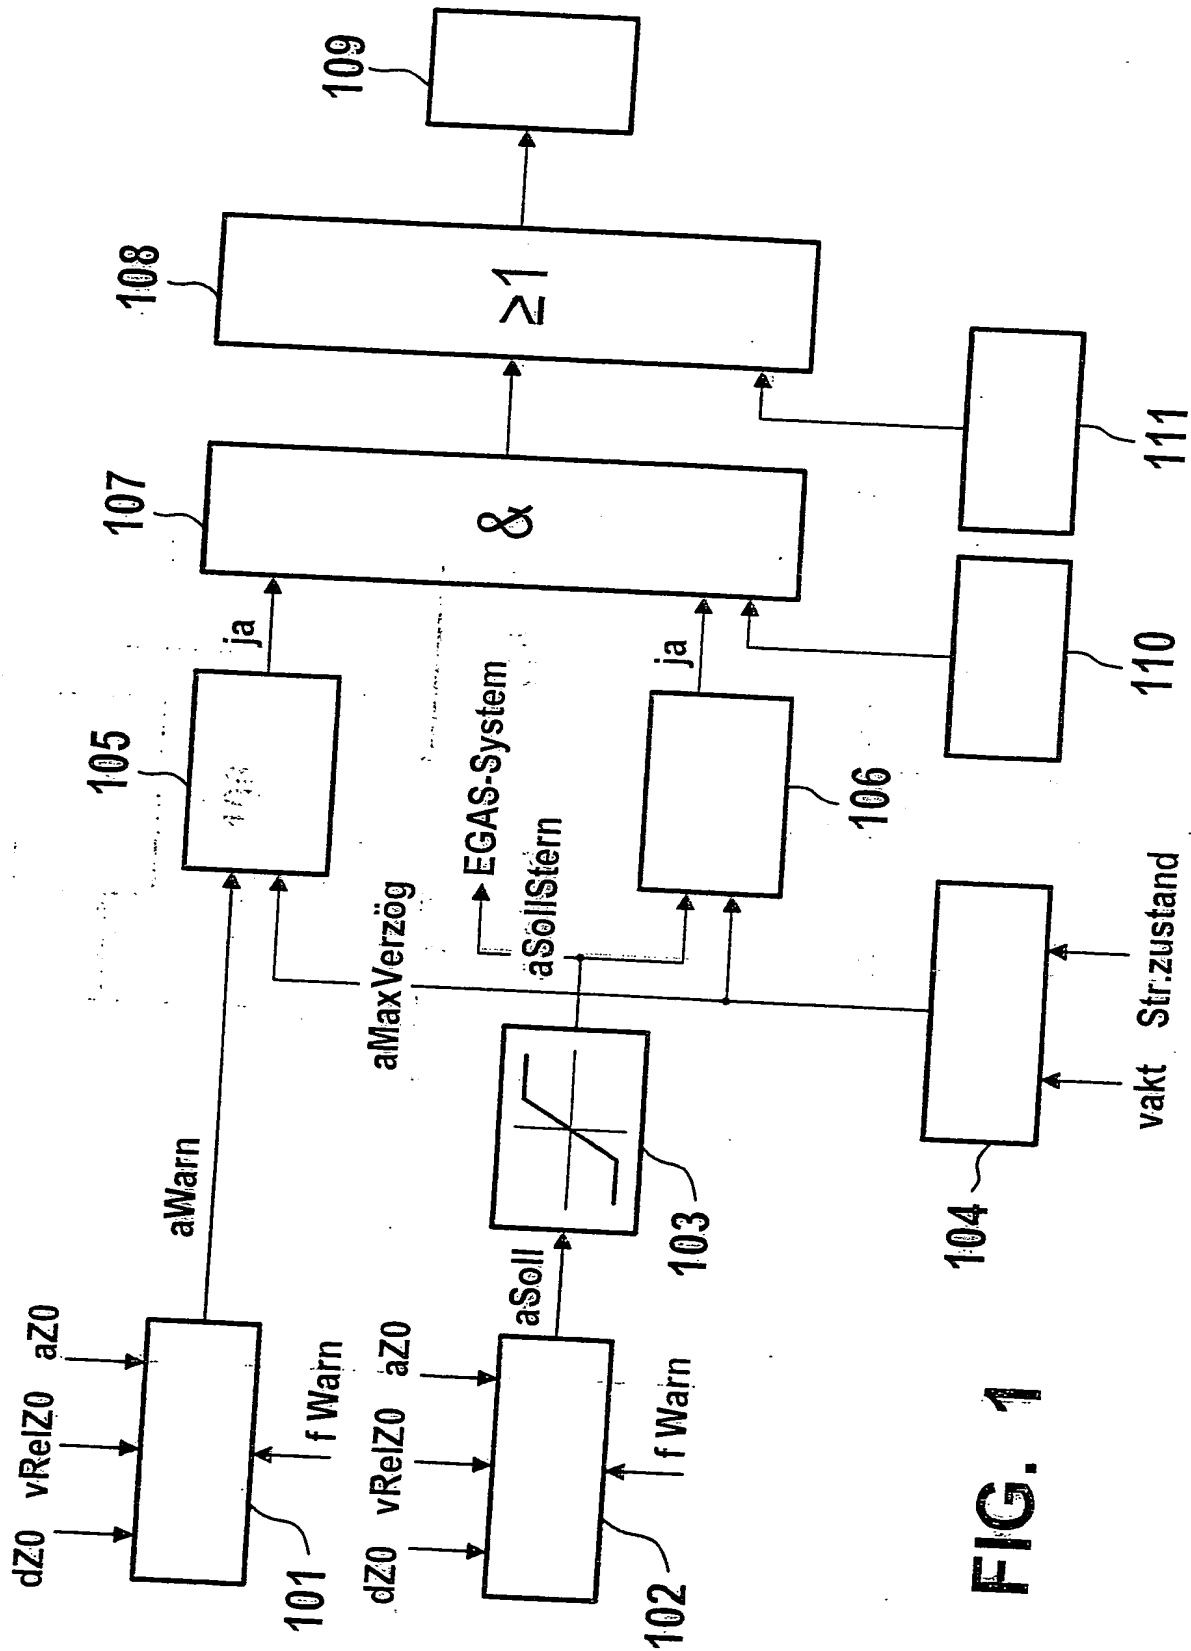 dZ0
vRelZ0
aZ0
f Warn
101
aWarn
dZ0
vRelZ0
aZ0
f Warn
102
aSoll
103
aMaxVerzög
aSollStern
EGAS-System
104
vakt
Str.zustand
105
ja
106
ja
107
&
108
≥1
109
110
111
FIG. 1